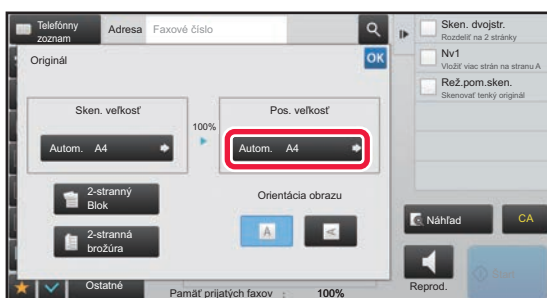 Telefónny
zoznam
Adresa
Faxové číslo
Originál
OK
Sken. veľkosť
Autom. A4
100%
Pos. veľkosť
Autom. A4
2-stranný
Blok
2-stranná
brožúra
Orientácia obrazu
A
A
Ostatné
Pamäť prijatých faxov : 100%
Sken. dvojstr.
Rozdeliť na 2 stránky
Nv1
Vložiť viac strán na stranu A
Rež.pom.sken.
Skenovať tenký originál
Náhľad
CA
Reprod.
Štart